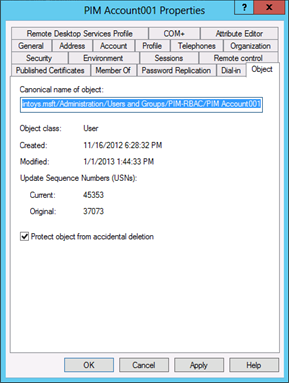 PIM Account001 Properties
?
Remote Desktop Services Profile COM+ Attribute Editor
General Address Account Profile Telephones Organization
Security Environment Sessions Remote control
Published Certificates Member Of Password Replication Dial-in Object
Canonical name of object:
intoys.msft/Administration/Users and Groups/PIM-RBAC/PIM Account001
Object class: User
Created: 11/16/2012 6:28:32 PM
Modified: 1/1/2013 1:44:33 PM
Update Sequence Numbers (USNs):
Current: 45353
Original: 37073
Protect object from accidental deletion
OK Cancel Apply Help